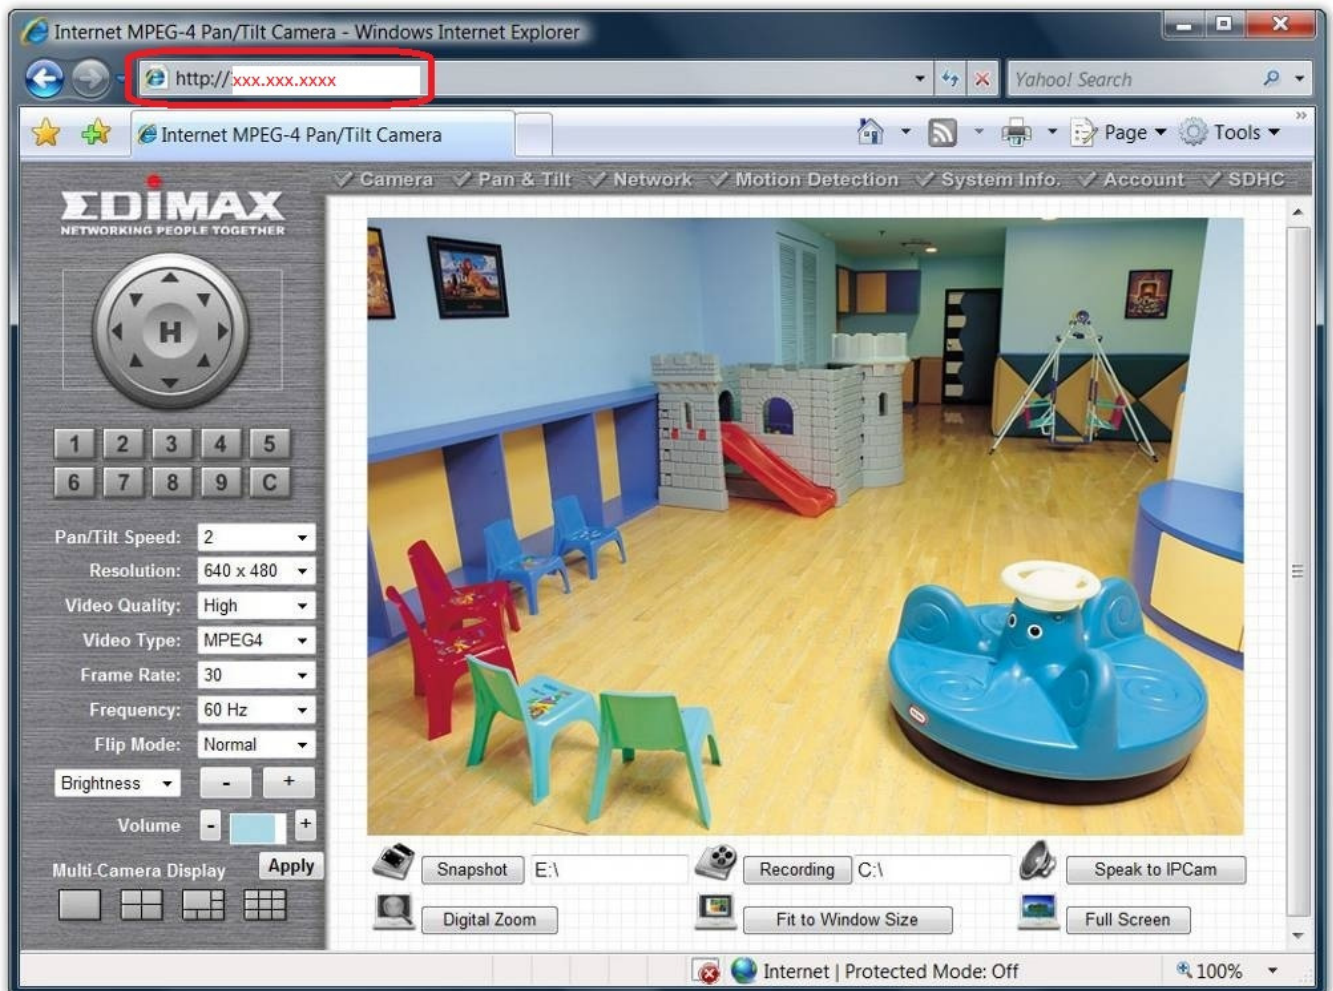 Internet MPEG-4 Pan/Tilt Camera - Windows Internet Explorer
http://xxx.xxx.xxxx
Yahoo! Search
Internet MPEG-4 Pan/Tilt Camera
Page
Tools
EDIMAX
NETWORKING PEOPLE TOGETHER
Camera Pan & Tilt Network Motion Detection System Info. Account SDHC
H
1 2 3 4 5
6 7 8 9 C
Pan/Tilt Speed: 2
Resolution: 640 x 480
Video Quality: High
Video Type: MPEG4
Frame Rate: 30
Frequency: 60 Hz
Flip Mode: Normal
Brightness - +
Volume - +
Multi-Camera Display Apply
Snapshot E:\ Recording C:\ Speak to IPCam
Digital Zoom Fit to Window Size Full Screen
Internet | Protected Mode: Off 100%